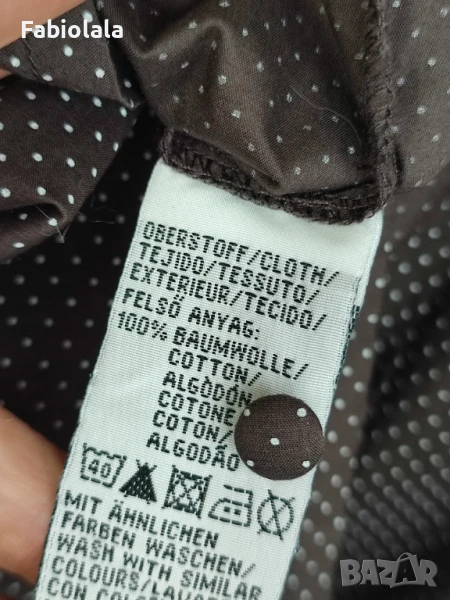 Fabiolala
OBERSTOFF/CLOTH/
TEJIDO/TESSUTO/
EXTERIEUR/TECIDO/
FELSŐ ANYAG:
100% BAUMWOLLE/
COTTON/
ALGODÓN
COTONE
COTON/
ALGODÃO
40
MIT ÄHNLICHEN
FARBEN WASCHEN/
WASH WITH SIMILAR
COLOURS/
BAZAR